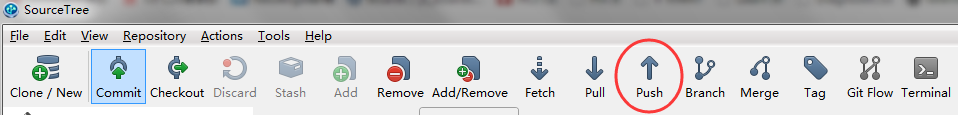 SourceTree
File Edit View Repository Actions Tools Help
Clone / New Commit Checkout Discard Stash Add Remove Add/Remove Fetch Pull Push Branch Merge Tag Git Flow Terminal